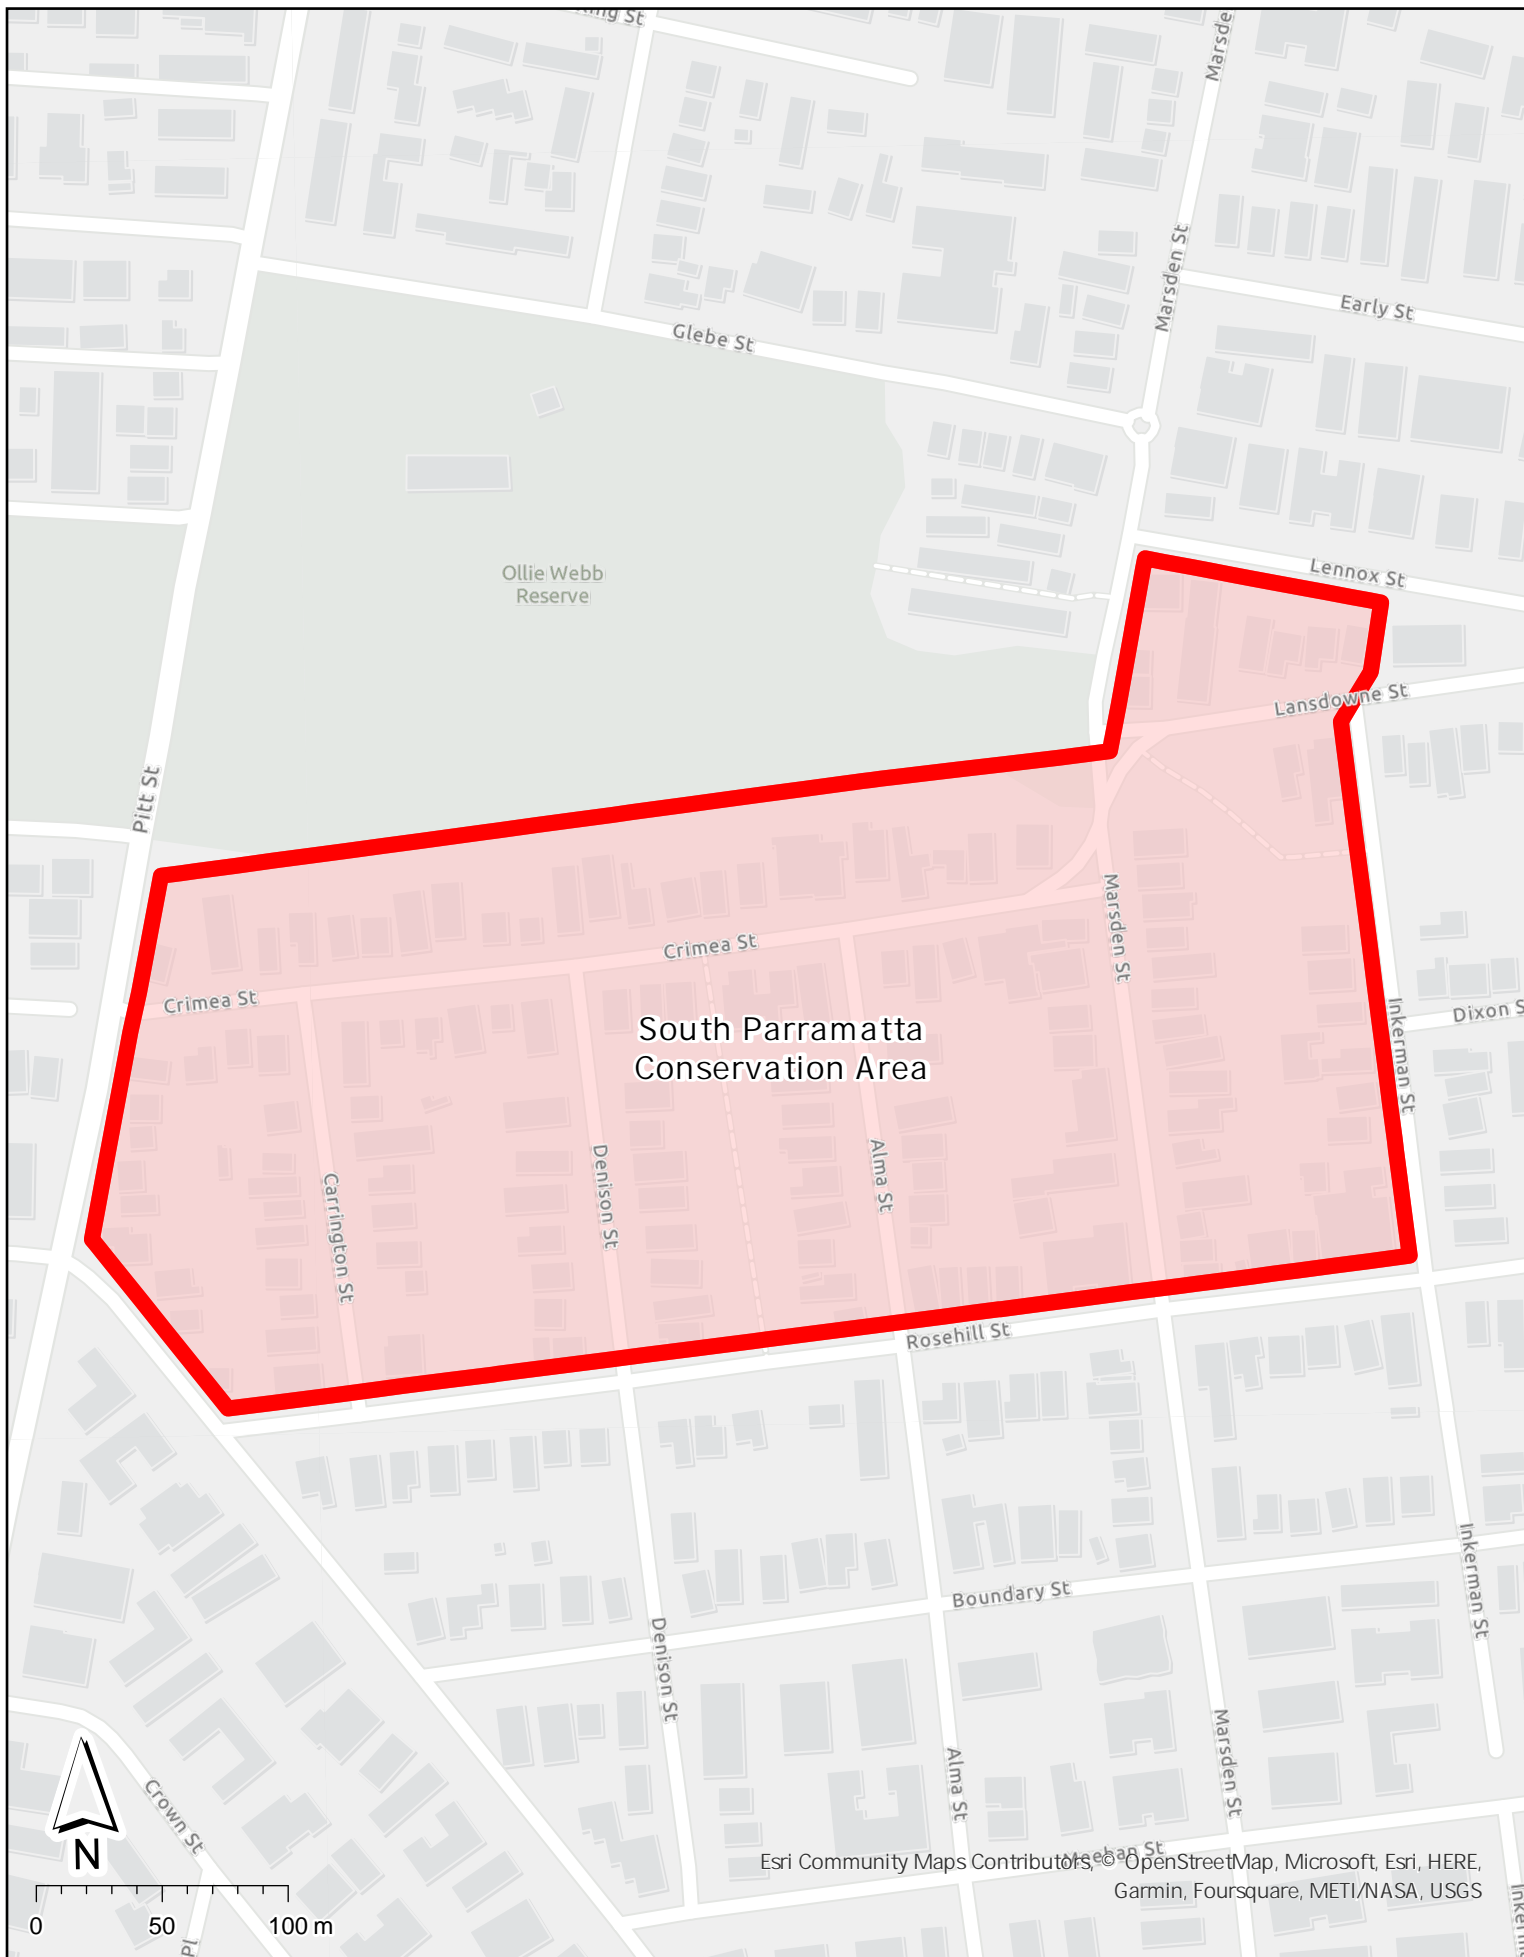 Marsde
Marsden St
Early St
Glebe St
Lennox St
Ollie Webb
Reserve
Lansdowne St
Pitt St
Crimea St
Crimea St
Marsden St
South Parramatta
Conservation Area
Inkerman St
Dixon S
Alma St
Denison St
Carrington St
Rosehill St
Boundary St
Inkerman St
Denison St
Marsden St
Alma St
Crown St
Meehan St
N
0 50 100 m
Pl
Esri Community Maps Contributors, © OpenStreetMap, Microsoft, Esri, HERE,
Garmin, Foursquare, METI/NASA, USGS